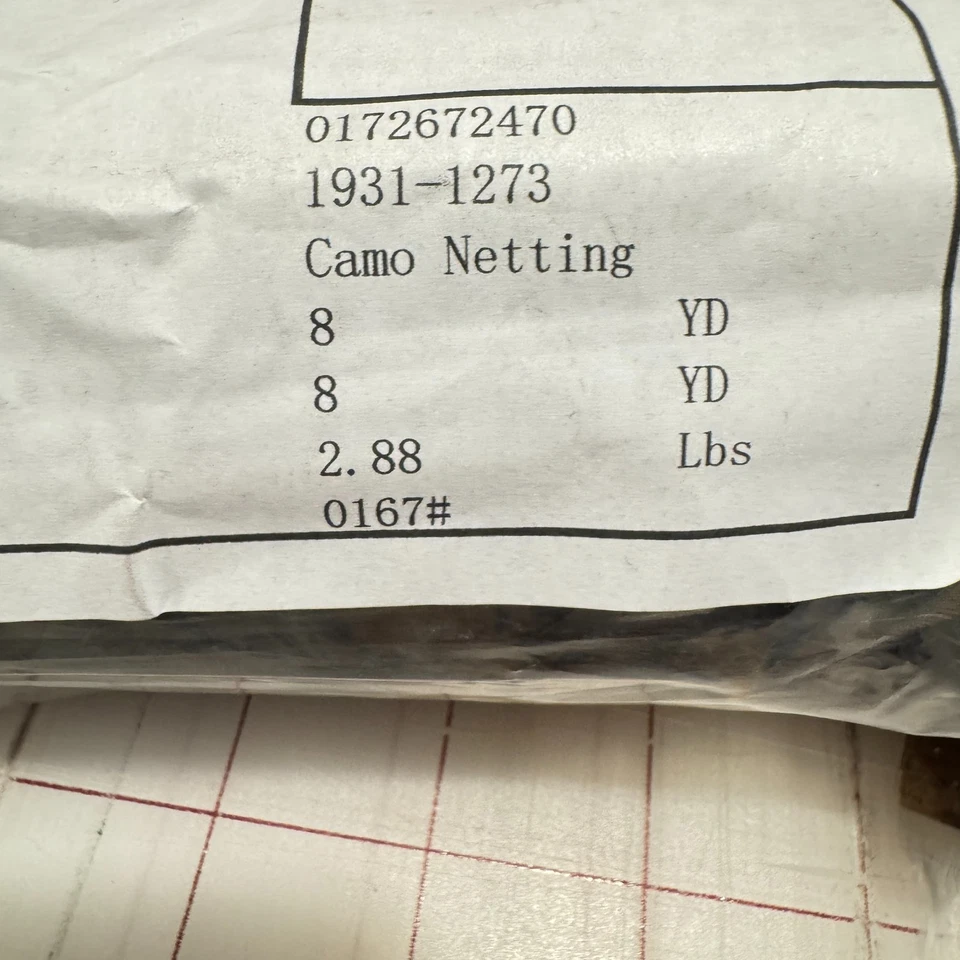 0172672470
1931-1273
Camo Netting
8 YD
8 YD
2.88 Lbs
0167#